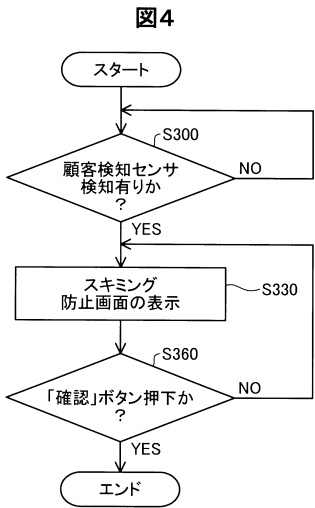 図4
スタート
S300
顧客検知センサ
検知有りか
?
NO
YES
スキミング
防止画面の表示
S330
S360
「確認」ボタン押下か
?
NO
YES
エンド